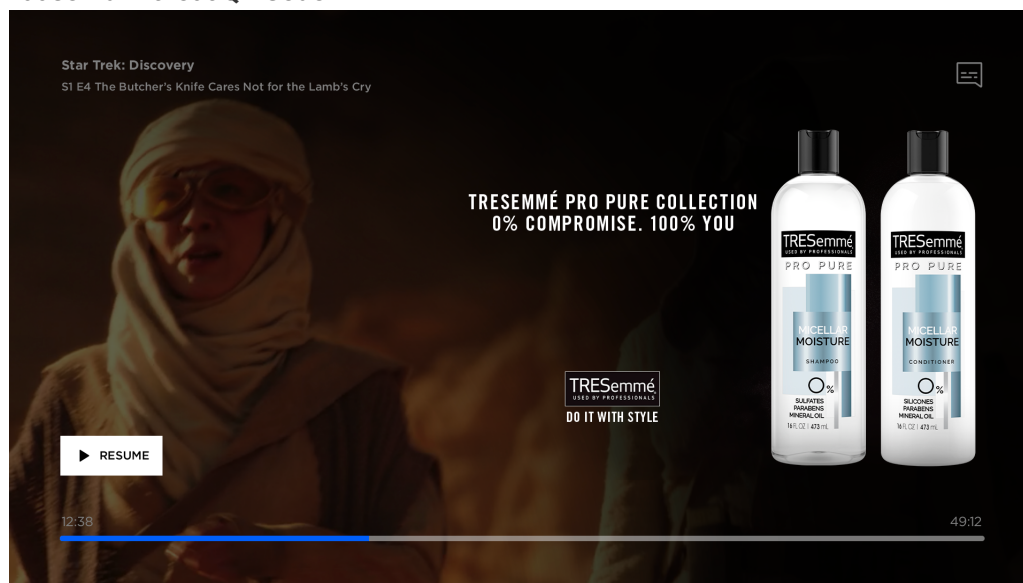 Star Trek: Discovery
S1 E4 The Butcher's Knife Cares Not for the Lamb's Cry
TRESEMMÉ PRO PURE COLLECTION
0% COMPROMISE. 100% YOU
TRESemmé
USED BY PROFESSIONALS
PRO PURE
MICELLAR
MOISTURE
SHAMPOO
0%
SULFATES
PARABENS
MINERAL OIL
16 FL OZ | 473 mL
TRESemmé
USED BY PROFESSIONALS
PRO PURE
MICELLAR
MOISTURE
CONDITIONER
0%
SILICONES
PARABENS
MINERAL OIL
16 FL OZ | 473 mL
TRESemmé
USED BY PROFESSIONALS
DO IT WITH STYLE
RESUME
12:38
49:12